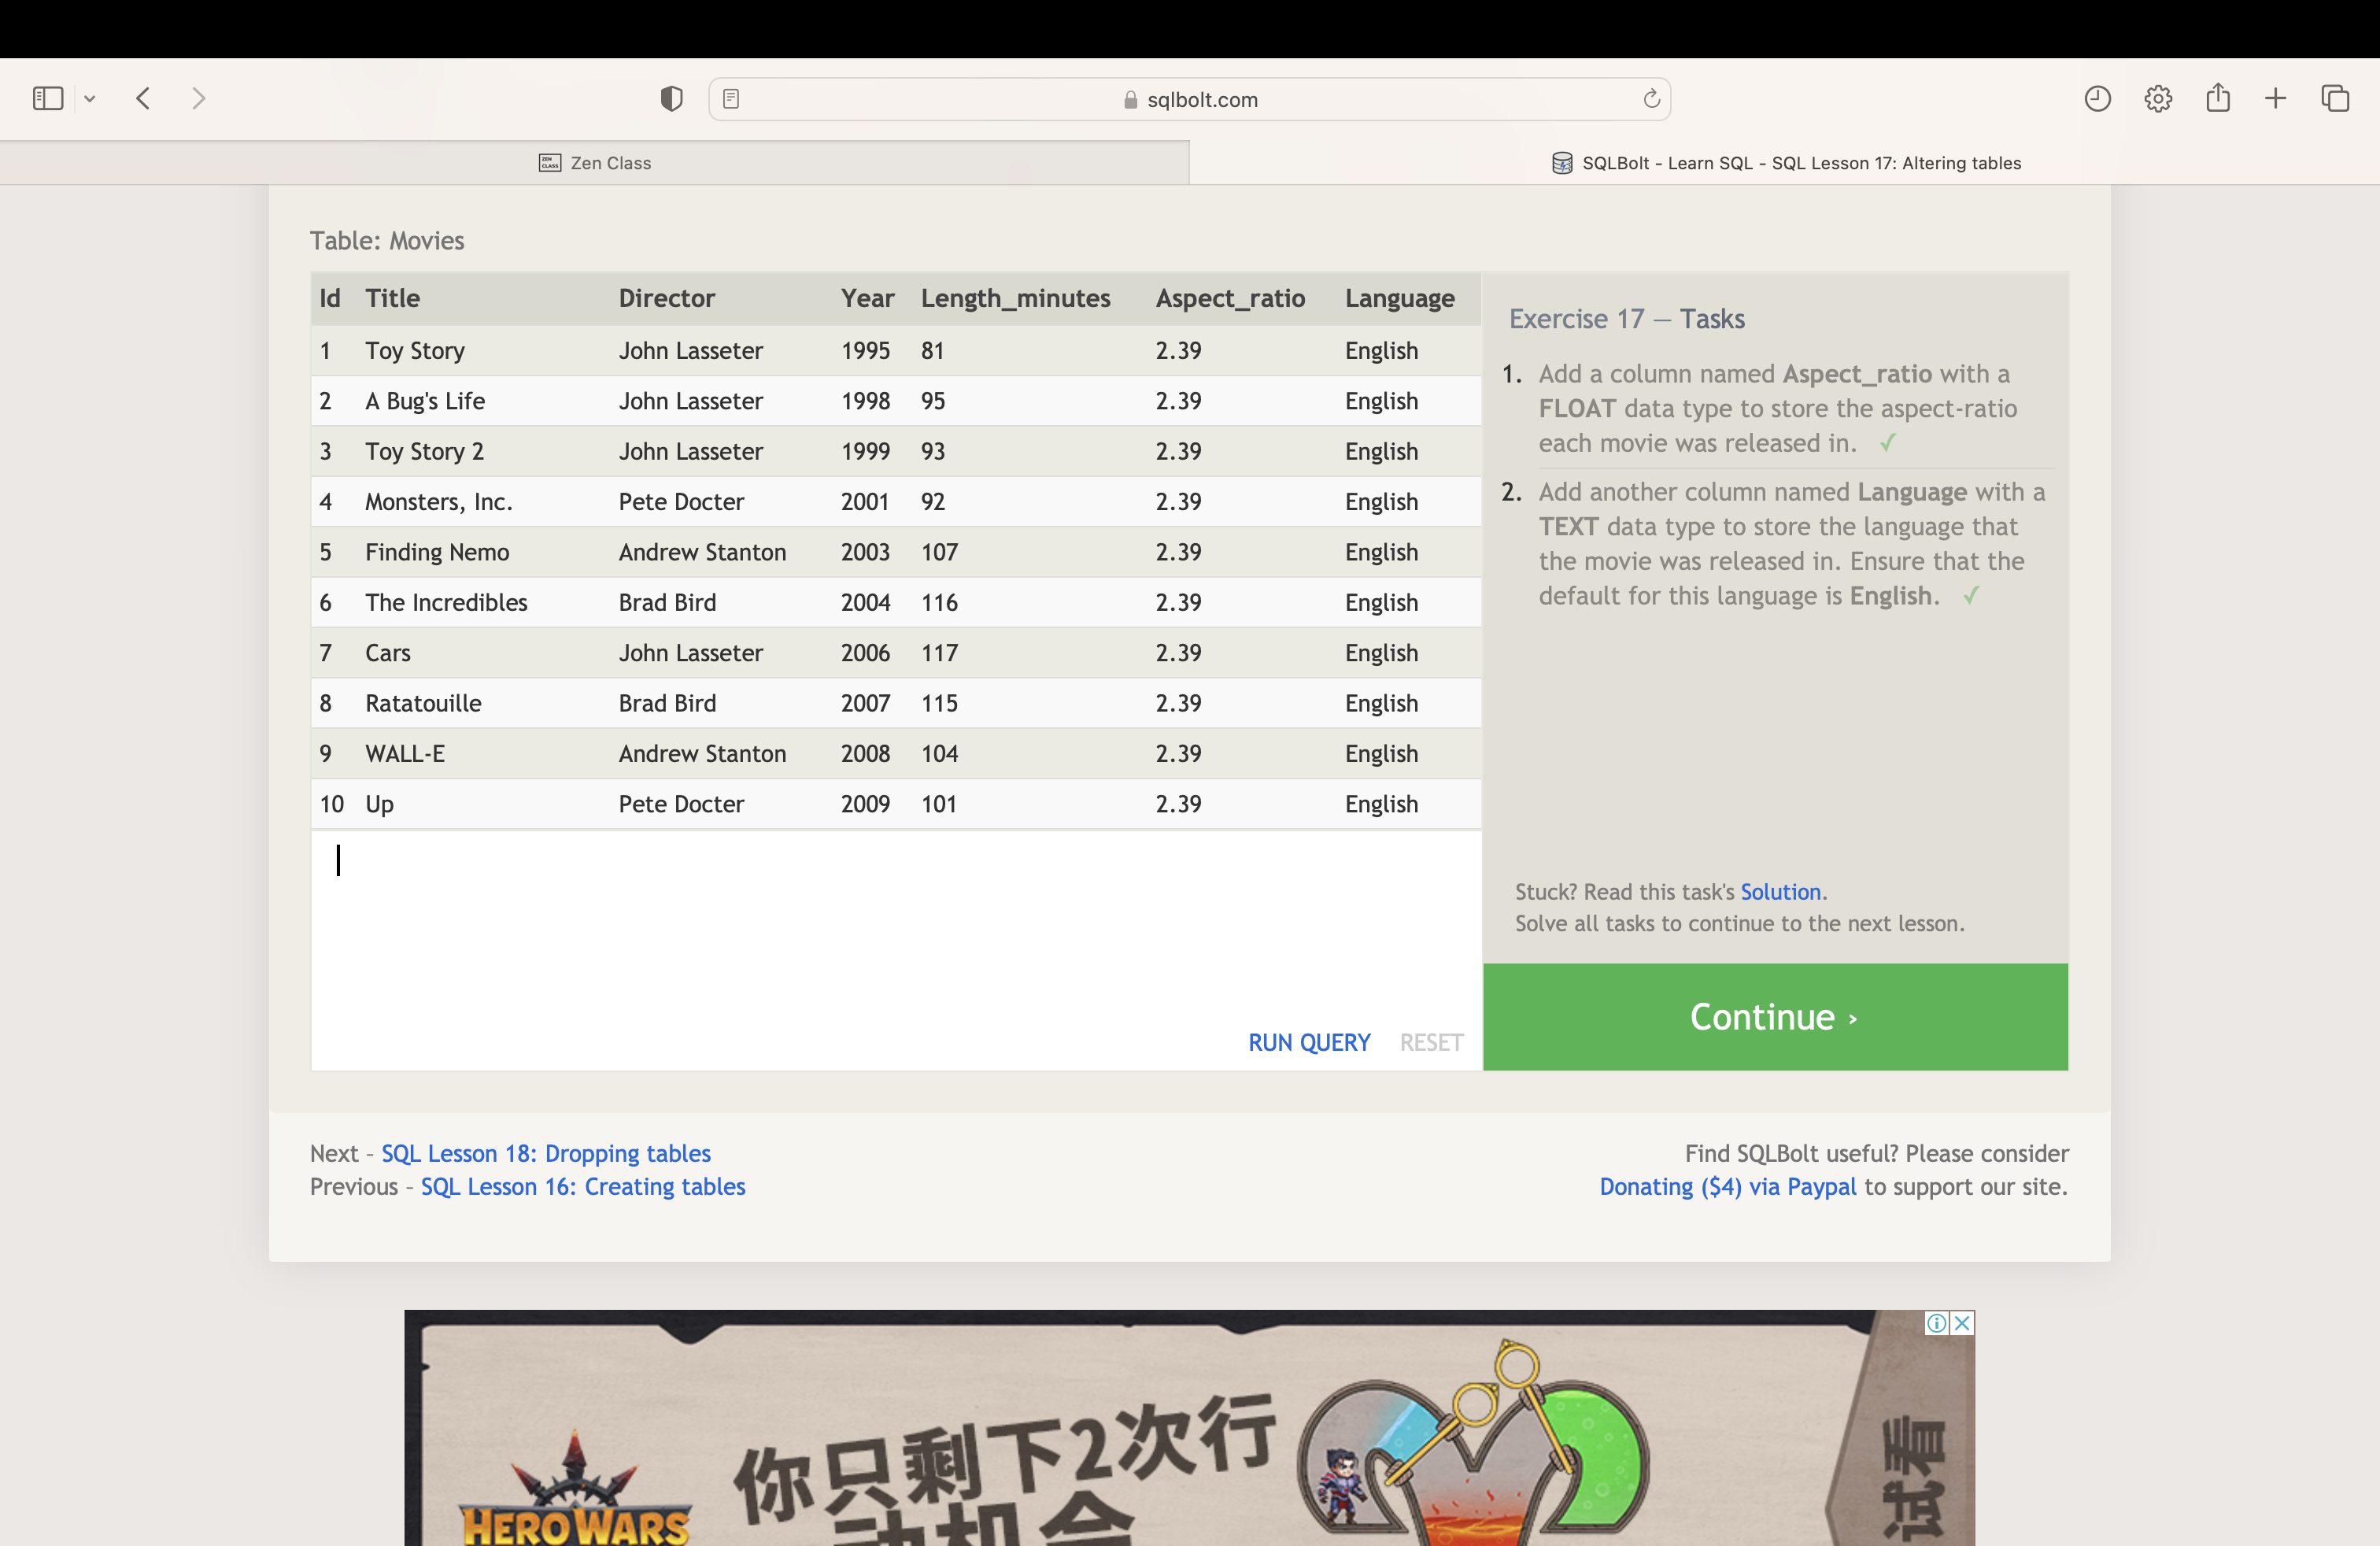 sqlbolt.com
ZEN CLASS Zen Class
SQLBolt - Learn SQL - SQL Lesson 17: Altering tables
Table: Movies
Id Title Director Year Length_minutes Aspect_ratio Language
1 Toy Story John Lasseter 1995 81 2.39 English
2 A Bug's Life John Lasseter 1998 95 2.39 English
3 Toy Story 2 John Lasseter 1999 93 2.39 English
4 Monsters, Inc. Pete Docter 2001 92 2.39 English
5 Finding Nemo Andrew Stanton 2003 107 2.39 English
6 The Incredibles Brad Bird 2004 116 2.39 English
7 Cars John Lasseter 2006 117 2.39 English
8 Ratatouille Brad Bird 2007 115 2.39 English
9 WALL-E Andrew Stanton 2008 104 2.39 English
10 Up Pete Docter 2009 101 2.39 English
RUN QUERY RESET
Exercise 17 — Tasks
1. Add a column named Aspect_ratio with a
FLOAT data type to store the aspect-ratio
each movie was released in. ✓
2. Add another column named Language with a
TEXT data type to store the language that
the movie was released in. Ensure that the
default for this language is English. ✓
Stuck? Read this task's Solution.
Solve all tasks to continue to the next lesson.
Continue ›
Next – SQL Lesson 18: Dropping tables
Previous – SQL Lesson 16: Creating tables
Find SQLBolt useful? Please consider
Donating ($4) via Paypal to support our site.
HERO WARS
你只剩下2次行
动机会
试看